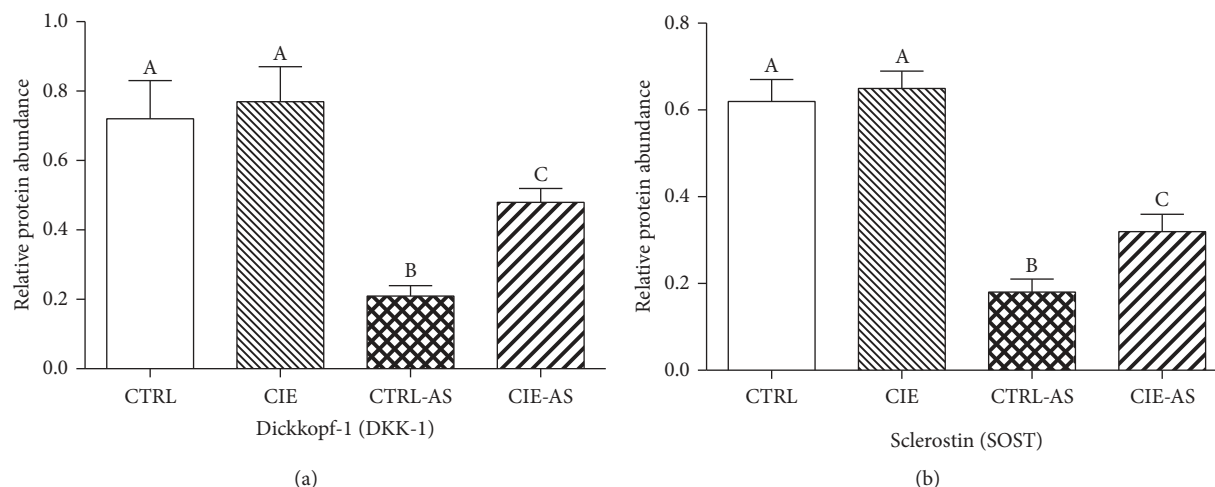 1.0
0.8
0.6
0.4
0.2
0.0
Relative protein abundance
A
A
B
C
CTRL
CIE
CTRL-AS
CIE-AS
Dickkopf-1 (DKK-1)
(a)
0.8
0.6
0.4
0.2
0.0
Relative protein abundance
A
A
B
C
CTRL
CIE
CTRL-AS
CIE-AS
Sclerostin (SOST)
(b)